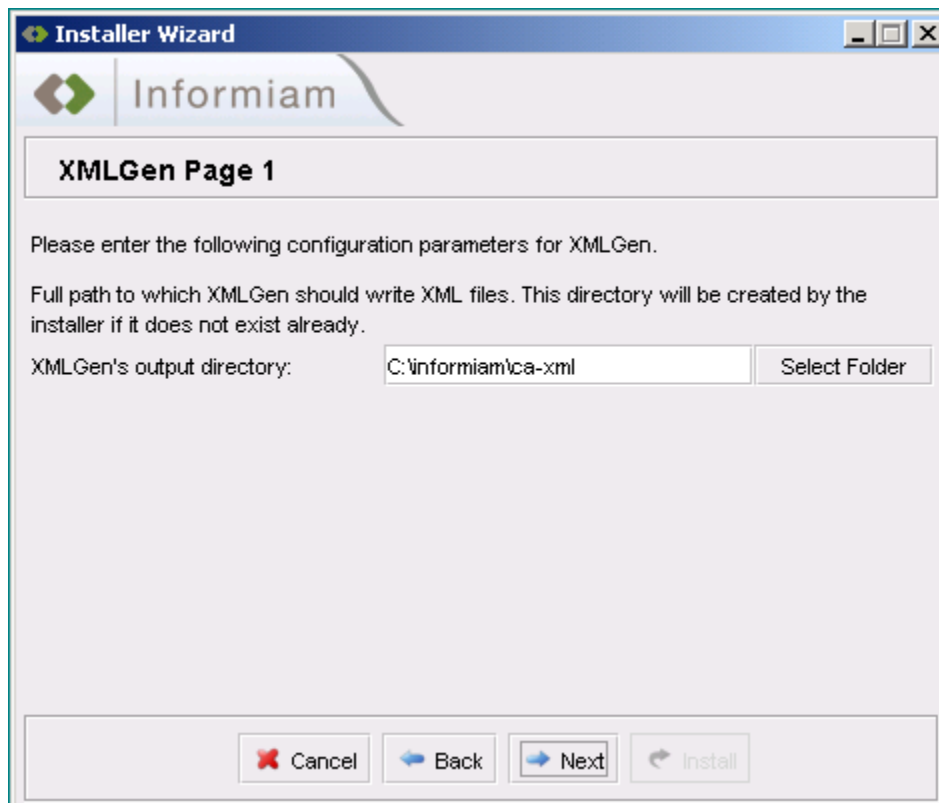 Installer Wizard
Informiam
XMLGen Page 1
Please enter the following configuration parameters for XMLGen.
Full path to which XMLGen should write XML files. This directory will be created by the
installer if it does not exist already.
XMLGen's output directory: C:\informiam\ca-xml Select Folder
Cancel Back Next Install